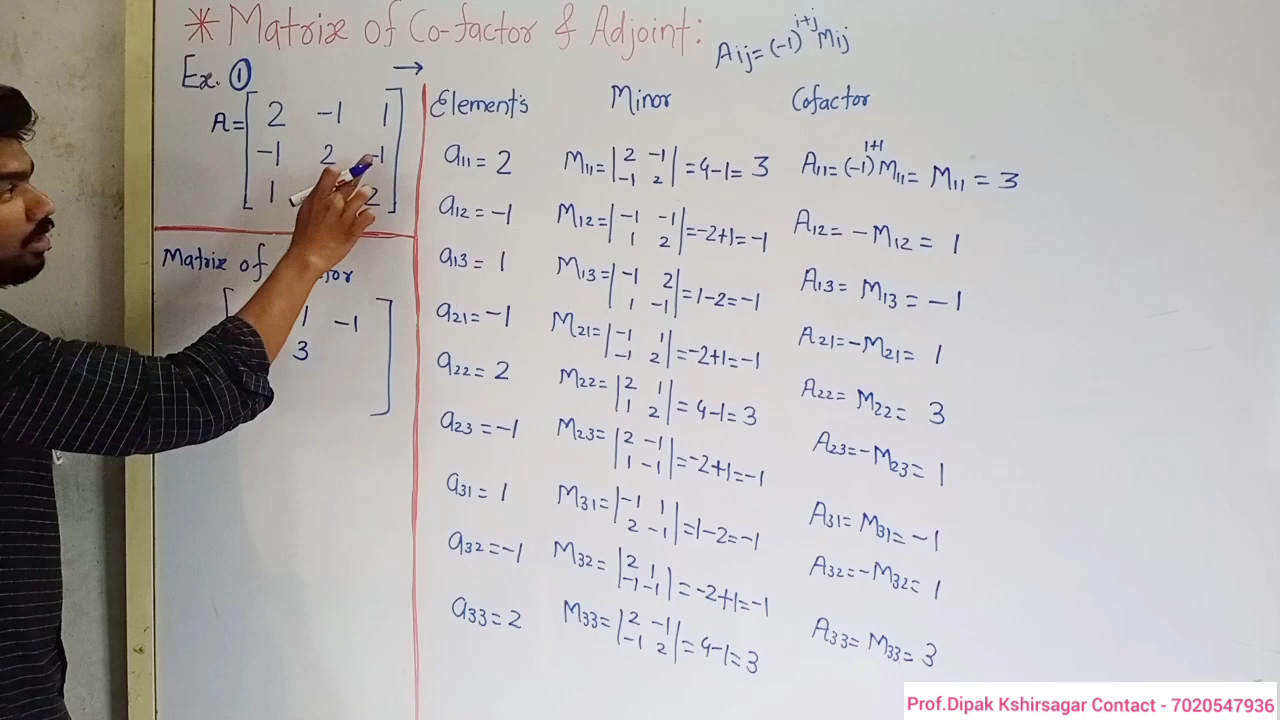 * Matrix of Co-factor & Adjoint:
Aij = (-1)^i+j Mij
Ex. ① →
A = [ 2 -1 1
-1 2 -1
1 2 ]
Matrix of
1 -1
3
Element's Minor Cofactor
a11 = 2 M11 = | 2 -1 | = 4-1 = 3 A11 = (-1)^1+1 M11 = M11 = 3
| -1 2 |
a12 = -1 M12 = | -1 -1 | = -2+1 = -1 A12 = -M12 = 1
| 1 2 |
a13 = 1 M13 = | -1 2 | = 1-2 = -1 A13 = M13 = -1
| 1 -1 |
a21 = -1 M21 = | -1 1 | = -2+1 = -1 A21 = -M21 = 1
| -1 2 |
a22 = 2 M22 = | 2 1 | = 4-1 = 3 A22 = M22 = 3
| 1 2 |
a23 = -1 M23 = | 2 -1 | = -2+1 = -1 A23 = -M23 = 1
| 1 -1 |
a31 = 1 M31 = | -1 1 | = 1-2 = -1 A31 = M31 = -1
| 2 -1 |
a32 = -1 M32 = | 2 1 | = -2+1 = -1 A32 = -M32 = 1
| -1 -1 |
a33 = 2 M33 = | 2 -1 | = 4-1 = 3 A33 = M33 = 3
| -1 2 |
Prof.Dipak Kshirsagar Contact - 7020547936